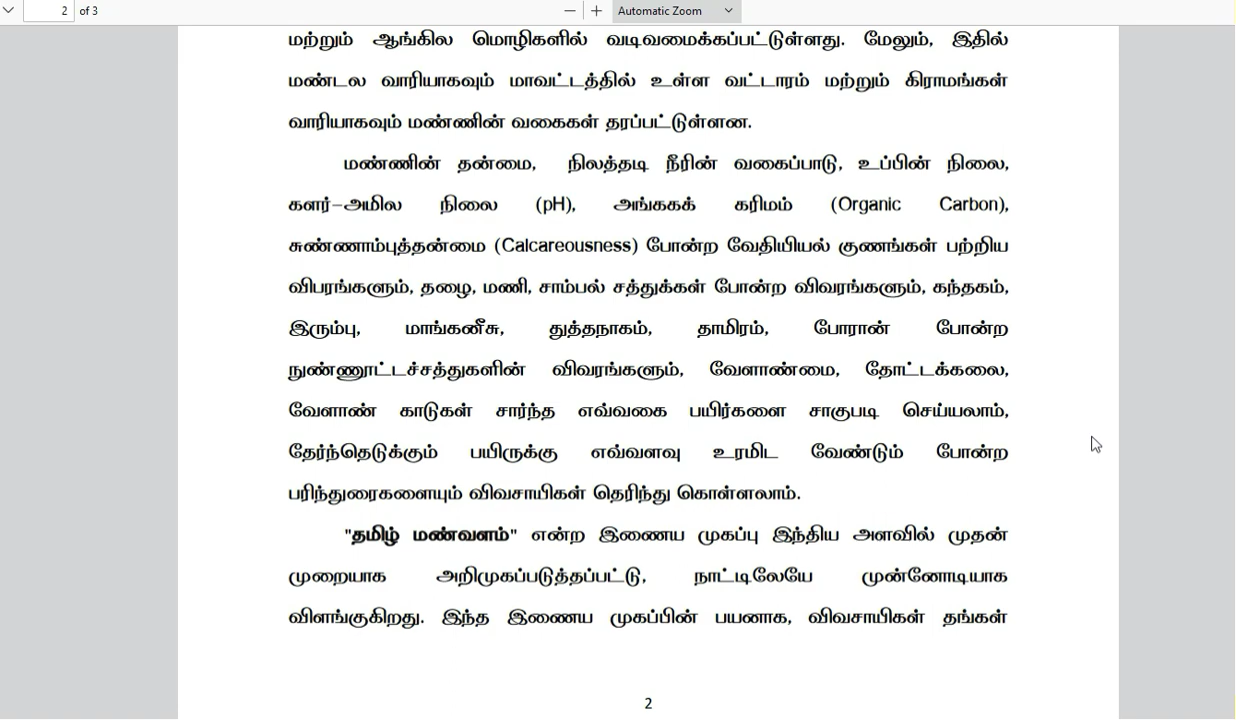 2 of 3 Automatic Zoom
மற்றும் ஆங்கில மொழிகளில் வடிவமைக்கப்பட்டுள்ளது. மேலும், இதில்
மண்டல வாரியாகவும் மாவட்டத்தில் உள்ள வட்டாரம் மற்றும் கிராமங்கள்
வாரியாகவும் மண்ணின் வகைகள் தரப்பட்டுள்ளன.
மண்ணின் தன்மை, நிலத்தடி நீரின் வகைப்பாடு, உப்பின் நிலை,
களர்–அமில நிலை (pH), அங்ககக் கரிமம் (Organic Carbon),
சுண்ணாம்புத்தன்மை (Calcareousness) போன்ற வேதியியல் குணங்கள் பற்றிய
விபரங்களும், தழை, மணி, சாம்பல் சத்துக்கள் போன்ற விவரங்களும், கந்தகம்,
இரும்பு, மாங்கனீசு, துத்தநாகம், தாமிரம், போரான் போன்ற
நுண்ணூட்டச்சத்துகளின் விவரங்களும், வேளாண்மை, தோட்டக்கலை,
வேளாண் காடுகள் சார்ந்த எவ்வகை பயிர்களை சாகுபடி செய்யலாம்,
தேர்ந்தெடுக்கும் பயிருக்கு எவ்வளவு உரமிட வேண்டும் போன்ற
பரிந்துரைகளையும் விவசாயிகள் தெரிந்து கொள்ளலாம்.
"தமிழ் மண்வளம்" என்ற இணைய முகப்பு இந்திய அளவில் முதன்
முறையாக அறிமுகப்படுத்தப்பட்டு, நாட்டிலேயே முன்னோடியாக
விளங்குகிறது. இந்த இணைய முகப்பின் பயனாக, விவசாயிகள் தங்கள்
2